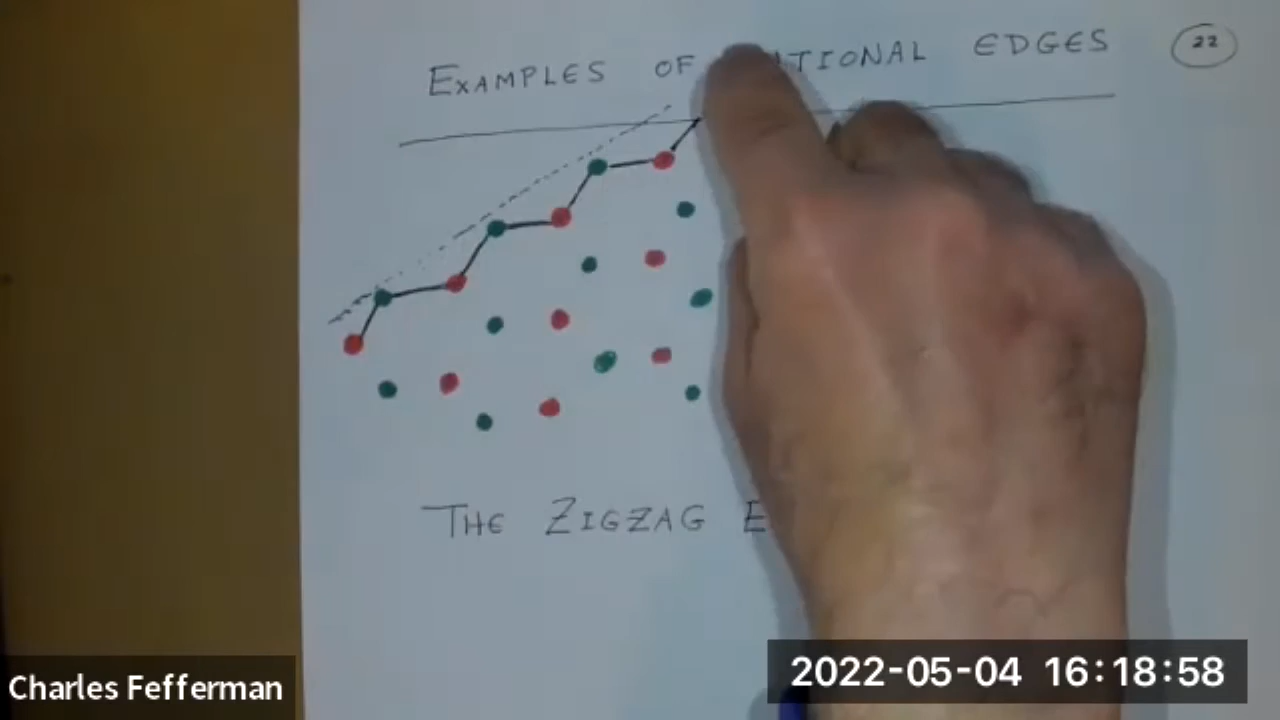 EXAMPLES OF TIONAL EDGES
22
THE ZIGZAG E
Charles Fefferman
2022-05-04 16:18:58